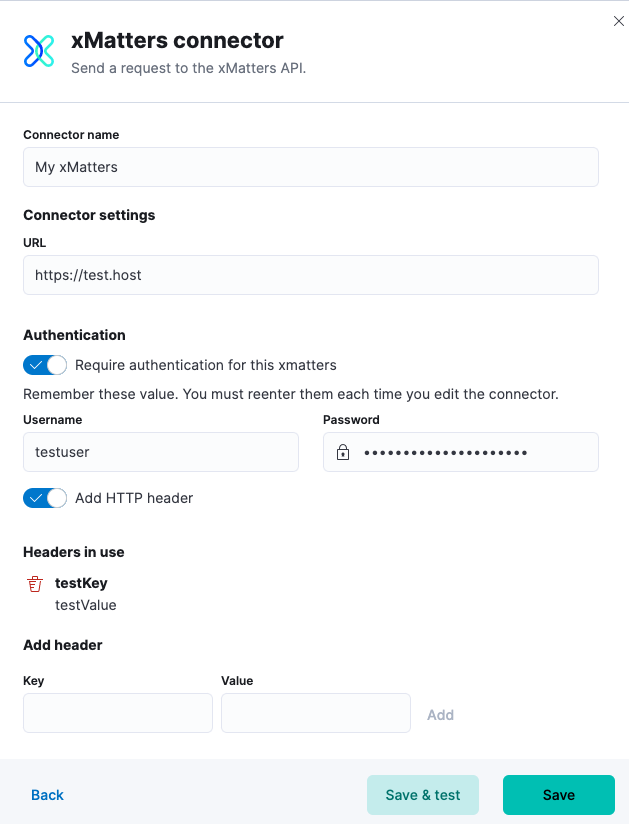 xMatters connector
Send a request to the xMatters API.
Connector name
My xMatters
Connector settings
URL
https://test.host
Authentication
Require authentication for this xmatters
Remember these value. You must reenter them each time you edit the connector.
Username Password
testuser •••••••••••••••••••••
Add HTTP header
Headers in use
testKey
testValue
Add header
Key Value
Add
Back Save & test Save